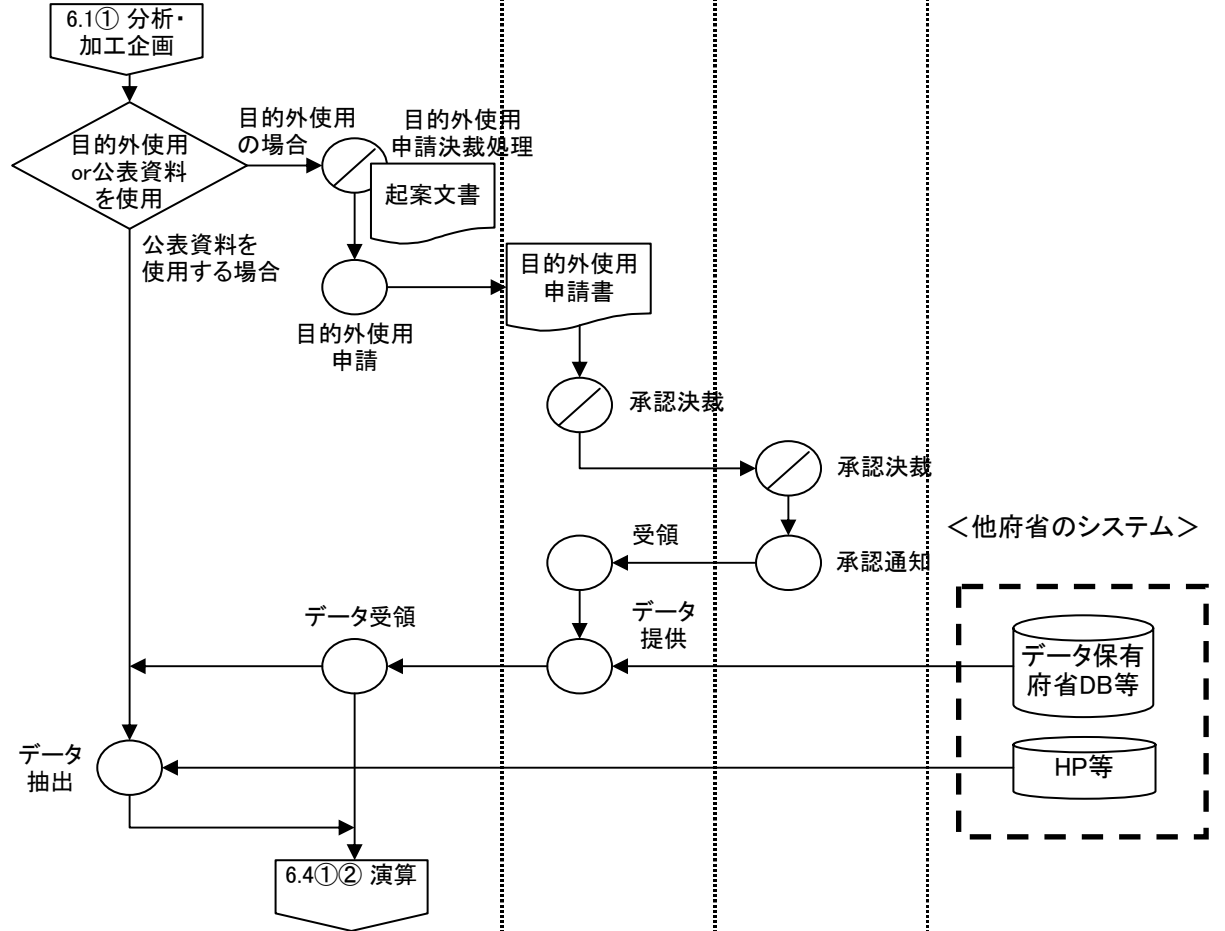 6.1① 分析・
加工企画
目的外使用
or公表資料
を使用
目的外使用
の場合
目的外使用
申請決裁処理
起案文書
公表資料を
使用する場合
目的外使用
申請
目的外使用
申請書
承認決裁
承認決裁
承認通知
受領
＜他府省のシステム＞
データ受領
データ
提供
データ保有
府省DB等
データ
抽出
HP等
6.4①② 演算